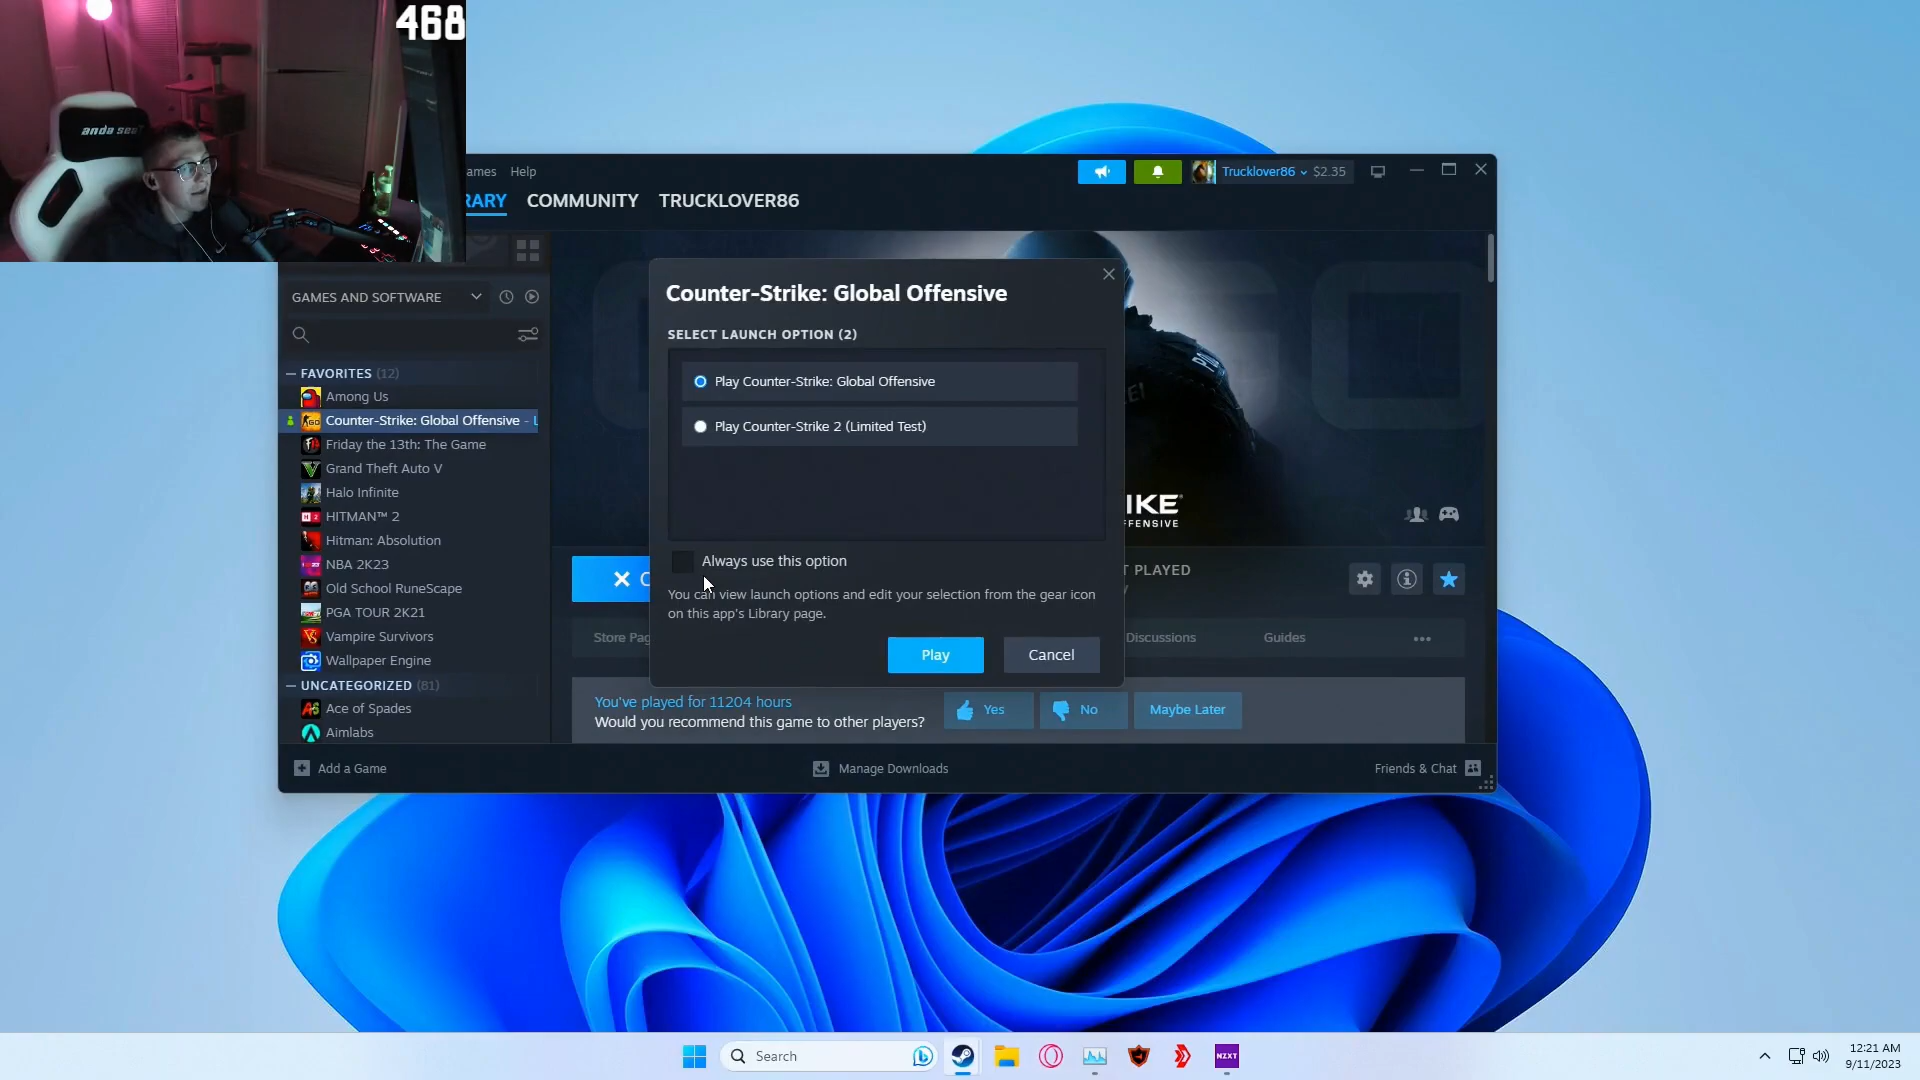 468
anda seaT
ames Help
Trucklover86 $2.35
RARY COMMUNITY TRUCKLOVER86
GAMES AND SOFTWARE
FAVORITES (12)
Among Us
Counter-Strike: Global Offensive - L
Friday the 13th: The Game
Grand Theft Auto V
Halo Infinite
HITMAN™ 2
Hitman: Absolution
NBA 2K23
Old School RuneScape
PGA TOUR 2K21
Vampire Survivors
Wallpaper Engine
UNCATEGORIZED (81)
Ace of Spades
Aimlabs
Counter-Strike: Global Offensive
SELECT LAUNCH OPTION (2)
Play Counter-Strike: Global Offensive
Play Counter-Strike 2 (Limited Test)
Always use this option
You can view launch options and edit your selection from the gear icon
on this app's Library page.
Play Cancel
IKE
FFENSIVE
T PLAYED
Store Pag Discussions Guides
You've played for 11204 hours
Would you recommend this game to other players?
Yes No Maybe Later
Add a Game Manage Downloads Friends & Chat
Search
NZXT
12:21 AM
9/11/2023